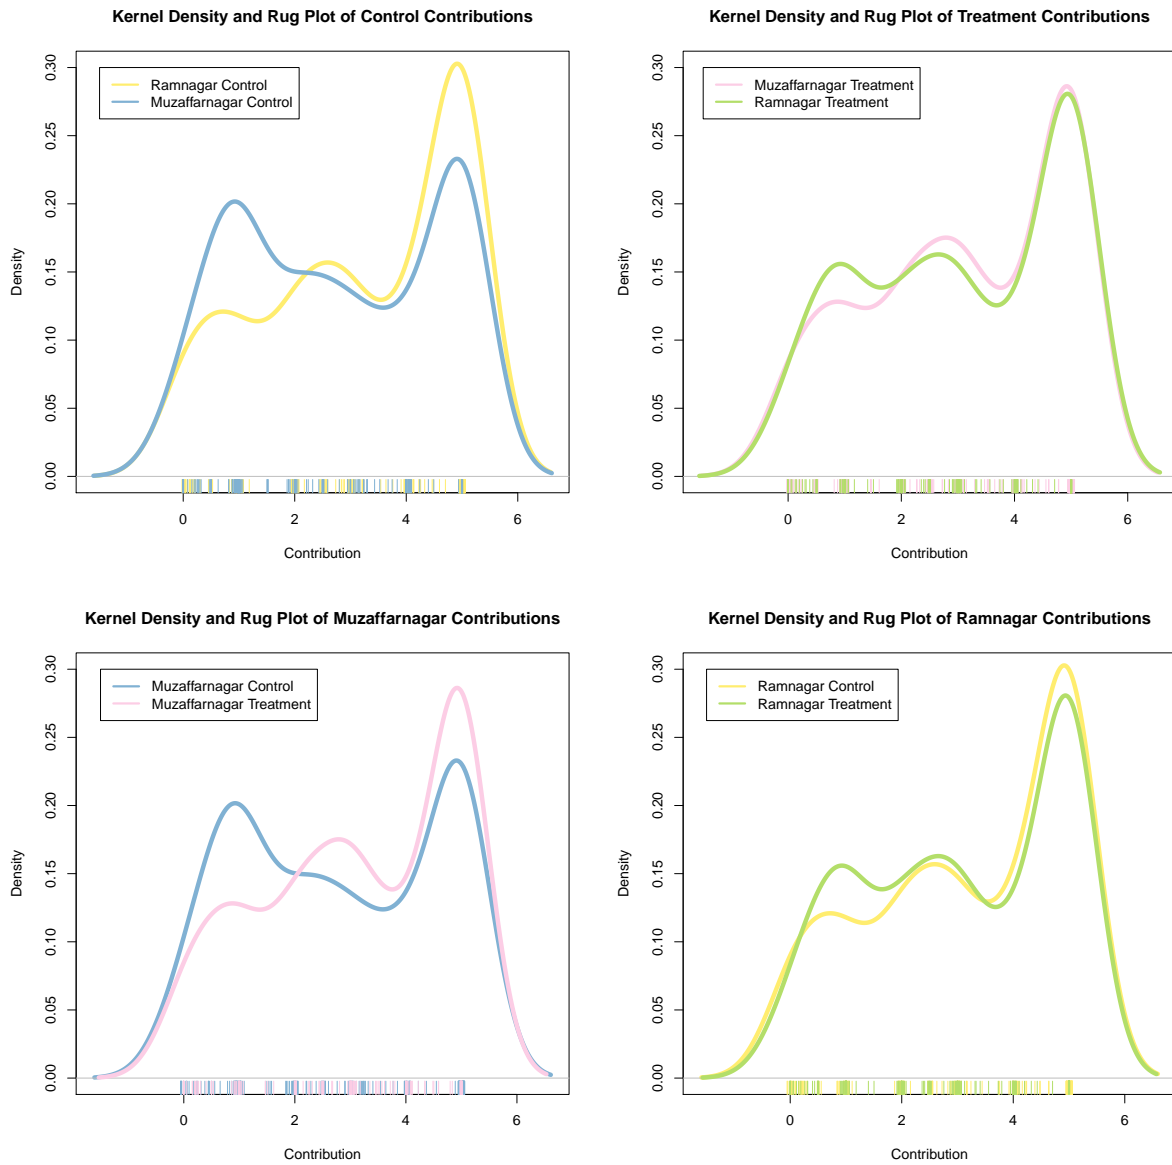 Kernel Density and Rug Plot of Control Contributions
Ramnagar Control
Muzaffarnagar Control
Density
0.00 0.05 0.10 0.15 0.20 0.25 0.30
0 2 4 6
Contribution
Kernel Density and Rug Plot of Treatment Contributions
Muzaffarnagar Treatment
Ramnagar Treatment
Density
0.00 0.05 0.10 0.15 0.20 0.25 0.30
0 2 4 6
Contribution
Kernel Density and Rug Plot of Muzaffarnagar Contributions
Muzaffarnagar Control
Muzaffarnagar Treatment
Density
0.00 0.05 0.10 0.15 0.20 0.25 0.30
0 2 4 6
Contribution
Kernel Density and Rug Plot of Ramnagar Contributions
Ramnagar Control
Ramnagar Treatment
Density
0.00 0.05 0.10 0.15 0.20 0.25 0.30
0 2 4 6
Contribution